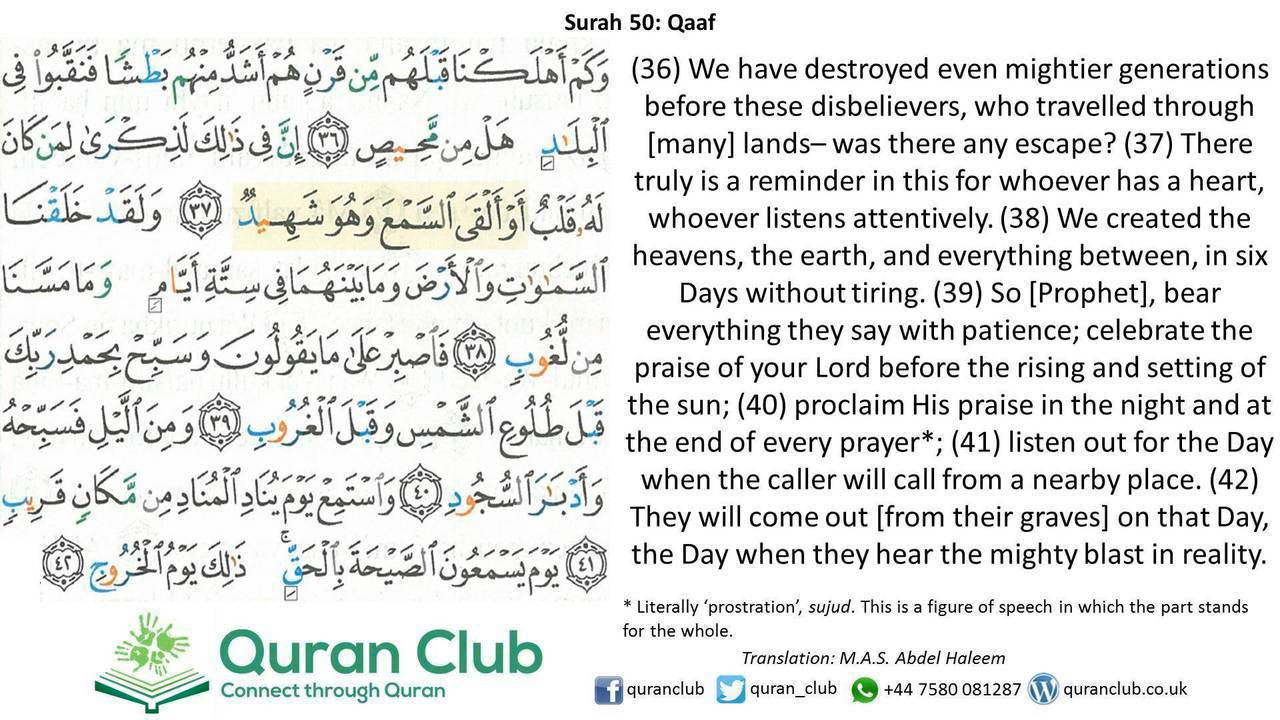 Surah 50: Qaaf
وَكَمْ أَهْلَكْنَا قَبْلَهُم مِّن قَرْنٍ هُمْ أَشَدُّ مِنْهُم بَطْشًا فَنَقَّبُوا۟ فِى
ٱلْبِلَـٰدِ هَلْ مِن مَّحِيصٍ ٣٦ إِنَّ فِى ذَٰلِكَ لَذِكْرَىٰ لِمَن كَانَ
لَهُۥ قَلْبٌ أَوْ أَلْقَى ٱلسَّمْعَ وَهُوَ شَهِيدٌ ٣٧ وَلَقَدْ خَلَقْنَا
ٱلسَّمَـٰوَٰتِ وَٱلْأَرْضَ وَمَا بَيْنَهُمَا فِى سِتَّةِ أَيَّامٍ وَمَا مَسَّنَا
مِن لُّغُوبٍ ٣٨ فَٱصْبِرْ عَلَىٰ مَا يَقُولُونَ وَسَبِّحْ بِحَمْدِ رَبِّكَ
قَبْلَ طُلُوعِ ٱلشَّمْسِ وَقَبْلَ ٱلْغُرُوبِ ٣٩ وَمِنَ ٱلَّيْلِ فَسَبِّحْهُ
وَأَدْبَـٰرَ ٱلسُّجُودِ ٤٠ وَٱسْتَمِعْ يَوْمَ يُنَادِ ٱلْمُنَادِ مِن مَّكَانٍ قَرِيبٍ
٤١ يَوْمَ يَسْمَعُونَ ٱلصَّيْحَةَ بِٱلْحَقِّ ۚ ذَٰلِكَ يَوْمُ ٱلْخُرُوجِ ٤٢
(36) We have destroyed even mightier generations
before these disbelievers, who travelled through
[many] lands– was there any escape? (37) There
truly is a reminder in this for whoever has a heart,
whoever listens attentively. (38) We created the
heavens, the earth, and everything between, in six
Days without tiring. (39) So [Prophet], bear
everything they say with patience; celebrate the
praise of your Lord before the rising and setting of
the sun; (40) proclaim His praise in the night and at
the end of every prayer*; (41) listen out for the Day
when the caller will call from a nearby place. (42)
They will come out [from their graves] on that Day,
the Day when they hear the mighty blast in reality.
* Literally ‘prostration’, sujud. This is a figure of speech in which the part stands
for the whole.
Translation: M.A.S. Abdel Haleem
Quran Club
Connect through Quran
quranclub quran_club +44 7580 081287 quranclub.co.uk